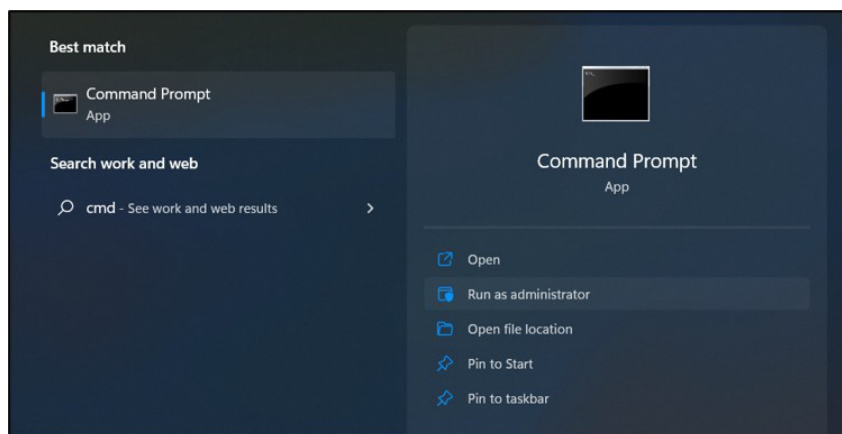 Best match
Command Prompt
App
Search work and web
cmd - See work and web results
Command Prompt
App
Open
Run as administrator
Open file location
Pin to Start
Pin to taskbar